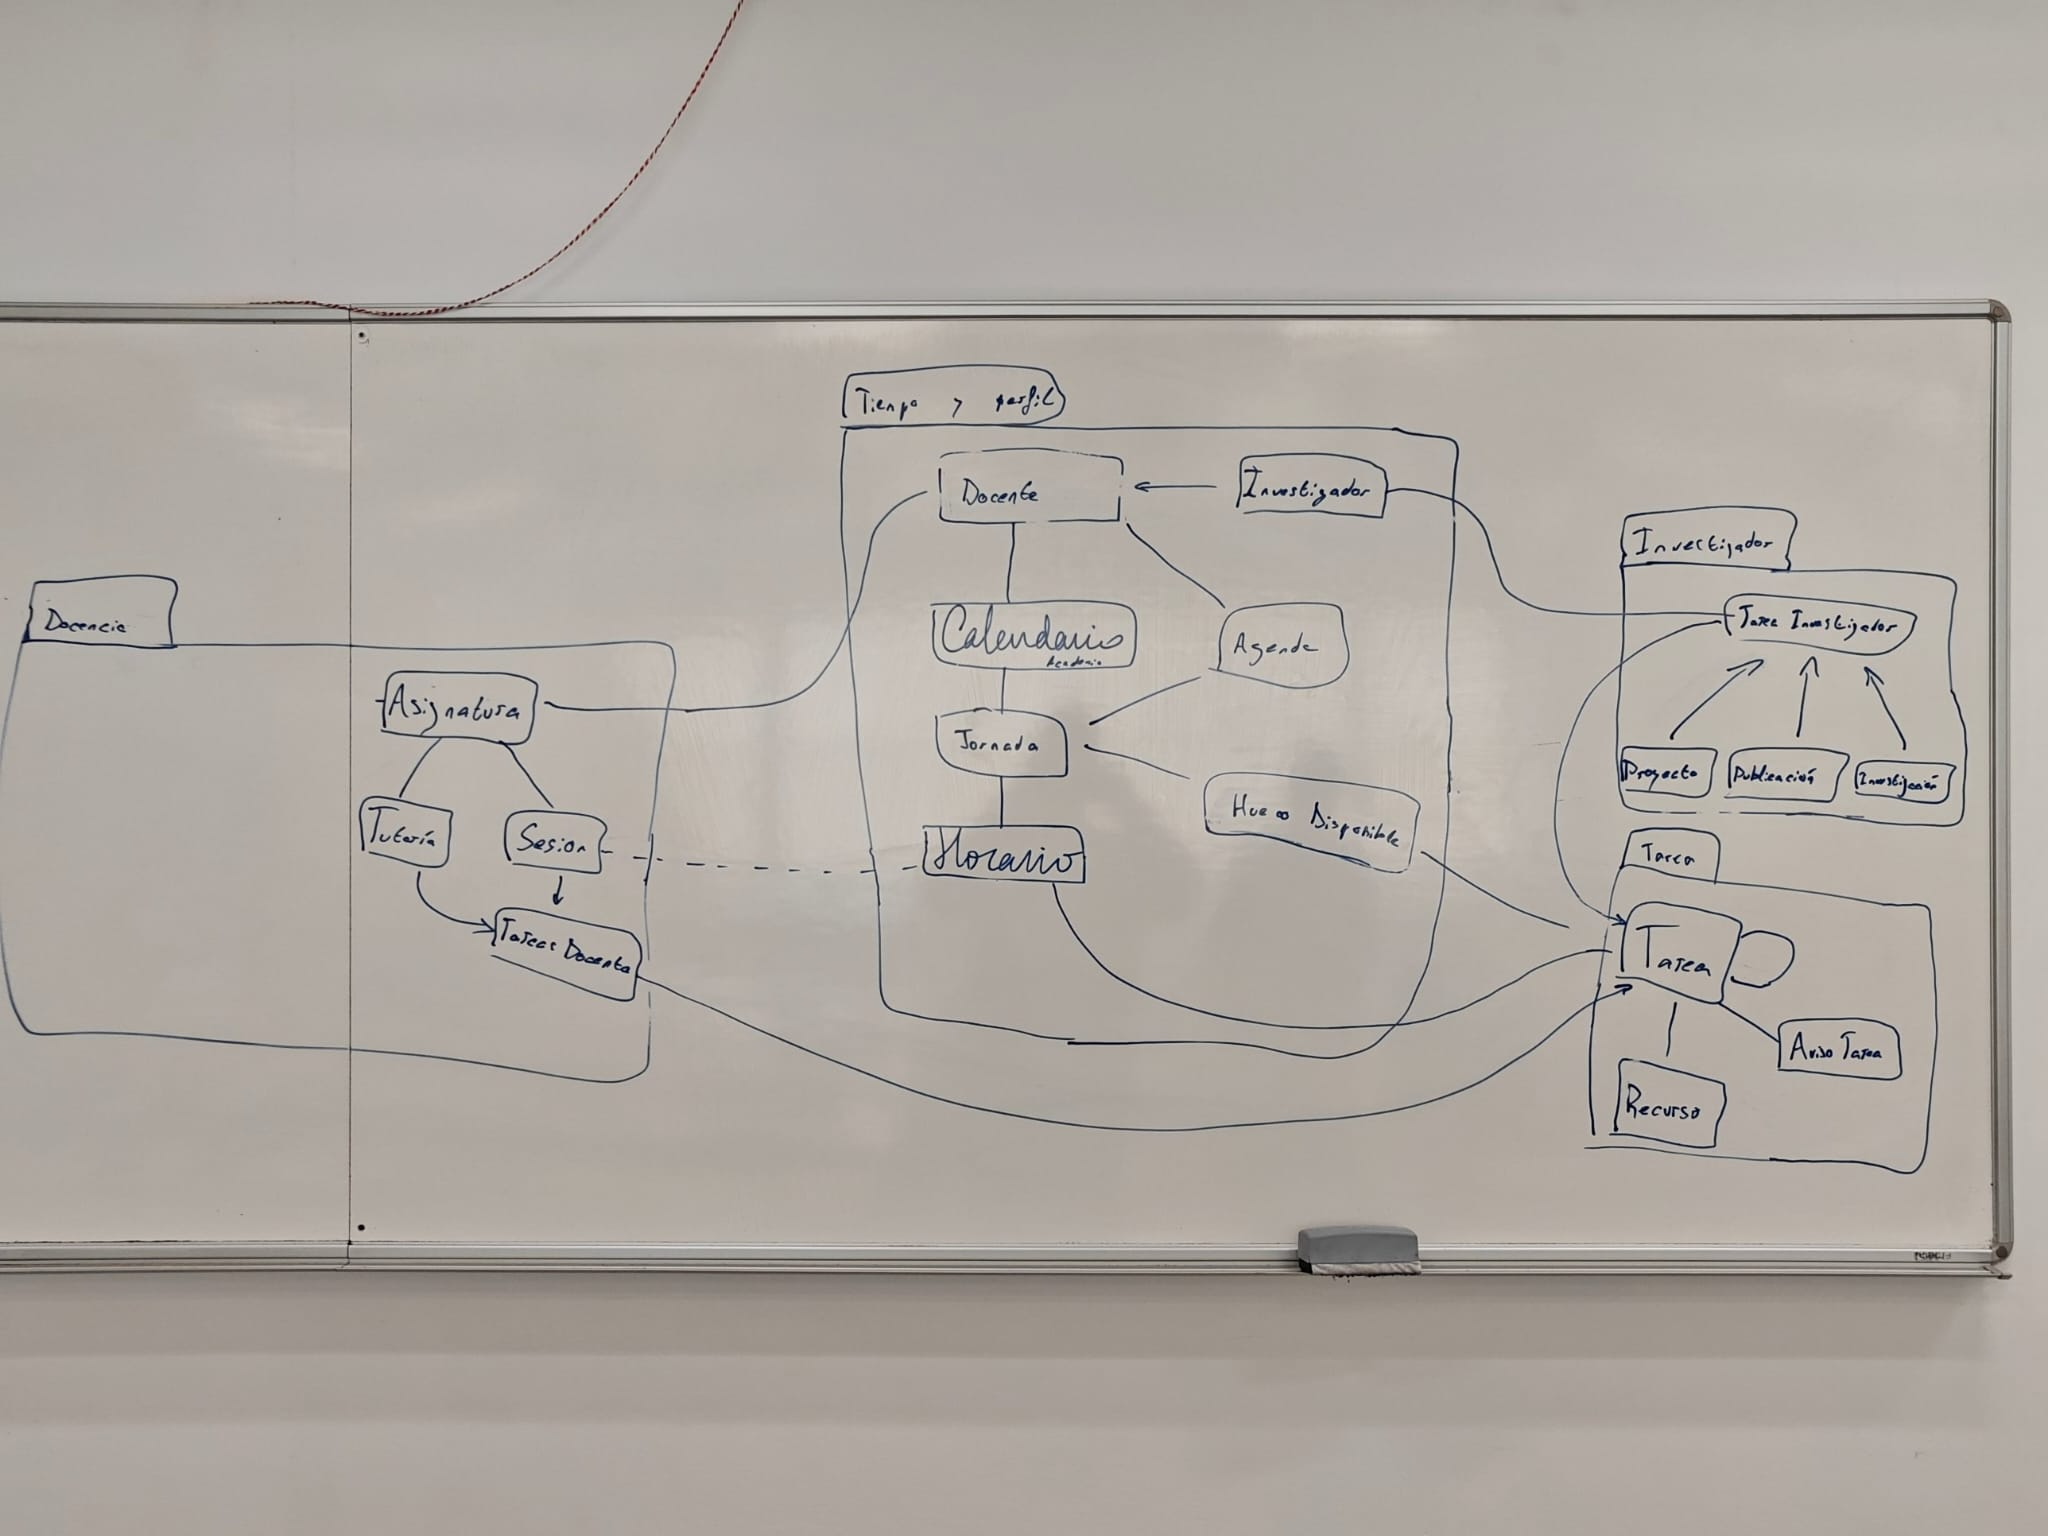 Tiempo y perfil
Docente
Investigador
Calendario
Academico
Agenda
Jornada
Hueco Disponible
Horario
Docencia
Asignatura
Tutoría
Sesion
Tareas Docente
Investigador
Tarea Investigador
Proyecto
Publicación
Investigación
Tarea
Tarea
Aviso Tarea
Recurso